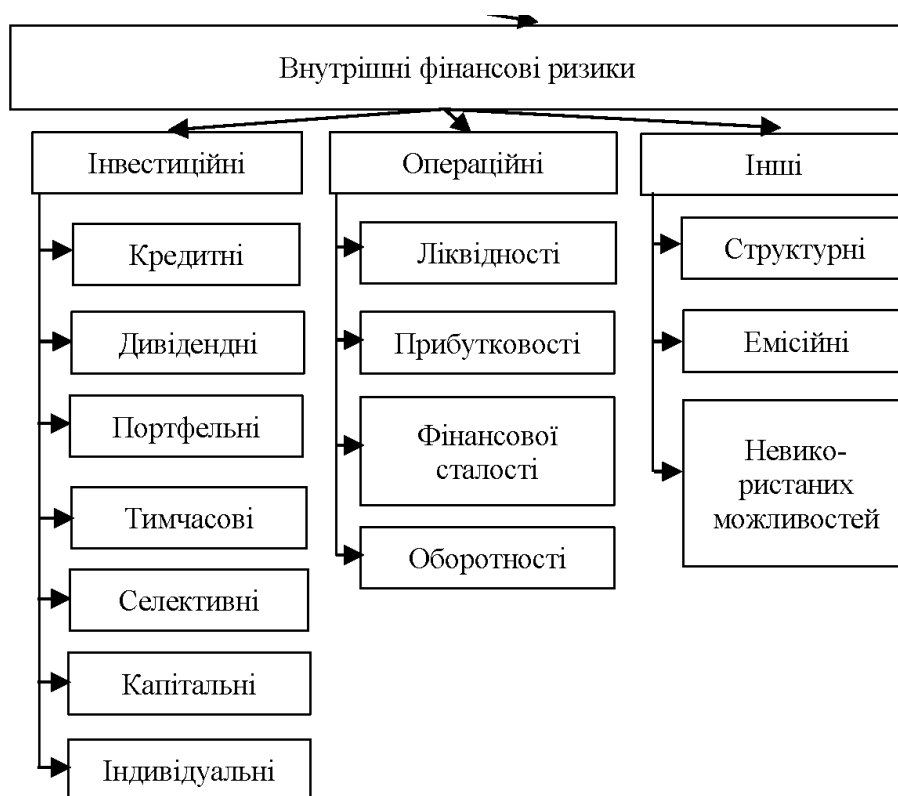 Внутрішні фінансові ризики
Інвестиційні
Кредитні
Дивідендні
Портфельні
Тимчасові
Селективні
Капітальні
Індивідуальні
Операційні
Ліквідності
Прибутковості
Фінансової
сталості
Оборотності
Інші
Структурні
Емісійні
Невико-
ристаних
можливостей